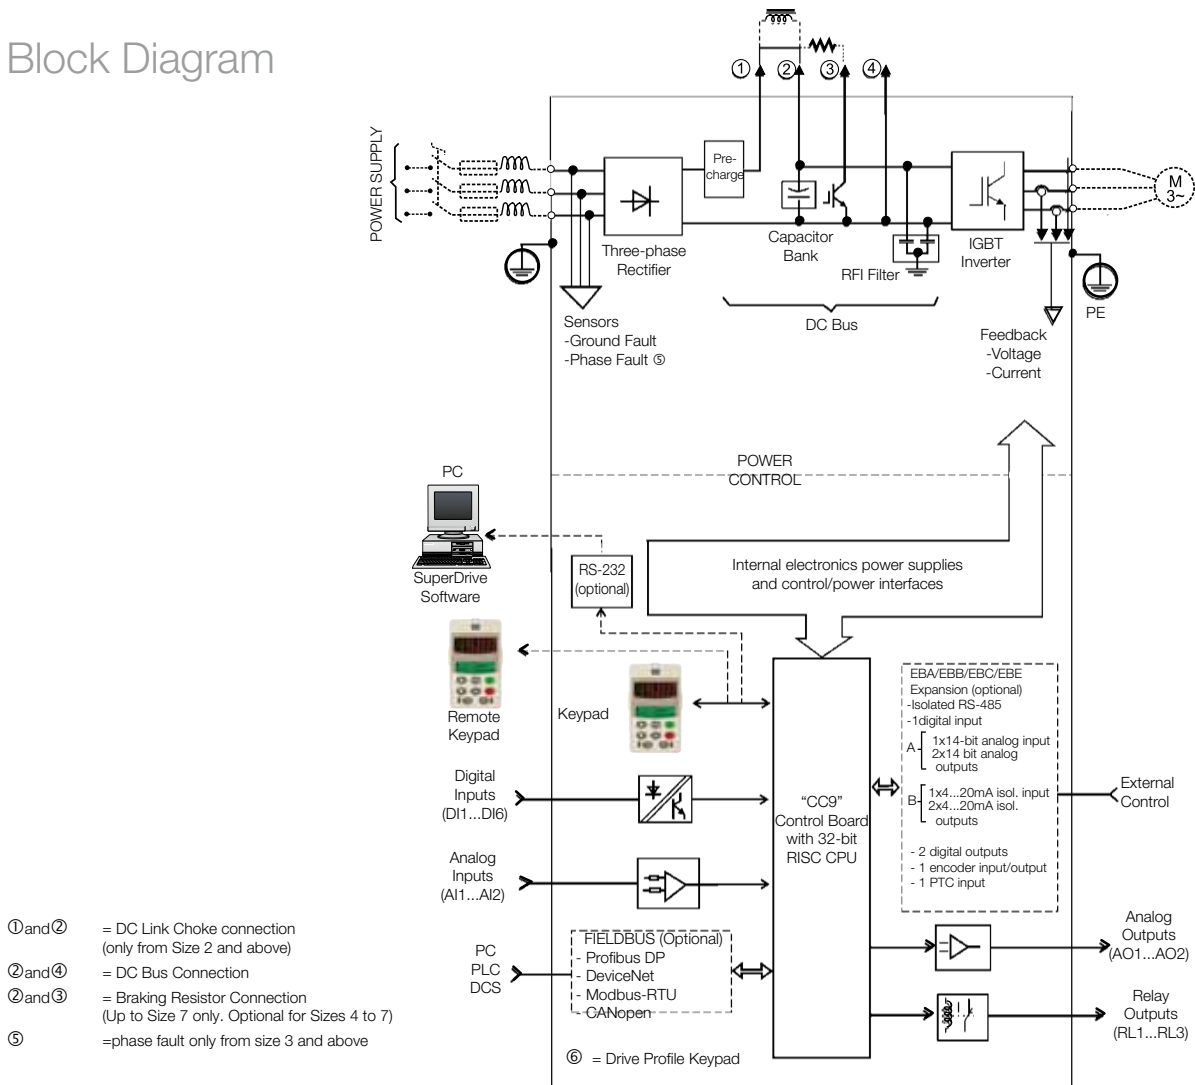 Block Diagram
① ② ③ ④
POWER SUPPLY
Pre-
charge
M
3~
Three-phase
Rectifier
Capacitor
Bank
RFI Filter
IGBT
Inverter
PE
Sensors
-Ground Fault
-Phase Fault ⑤
DC Bus
Feedback
-Voltage
-Current
POWER
CONTROL
PC
SuperDrive
Software
RS-232
(optional)
Internal electronics power supplies
and control/power interfaces
Remote
Keypad
Keypad
EBA/EBB/EBC/EBE
Expansion (optional)
-Isolated RS-485
-1digital input
A
1x14-bit analog input
2x14 bit analog
outputs
B
1x4...20mA isol. input
2x4...20mA isol.
outputs
- 2 digital outputs
- 1 encoder input/output
- 1 PTC input
External
Control
Digital
Inputs
(DI1...DI6)
"CC9"
Control Board
with 32-bit
RISC CPU
Analog
Inputs
(AI1...AI2)
PC
PLC
DCS
FIELDBUS (Optional)
- Profibus DP
- DeviceNet
- Modbus-RTU
- CANopen
Analog
Outputs
(AO1...AO2)
Relay
Outputs
(RL1...RL3)
①and② = DC Link Choke connection
(only from Size 2 and above)
②and④ = DC Bus Connection
②and③ = Braking Resistor Connection
(Up to Size 7 only. Optional for Sizes 4 to 7)
⑤ =phase fault only from size 3 and above
⑥ = Drive Profile Keypad